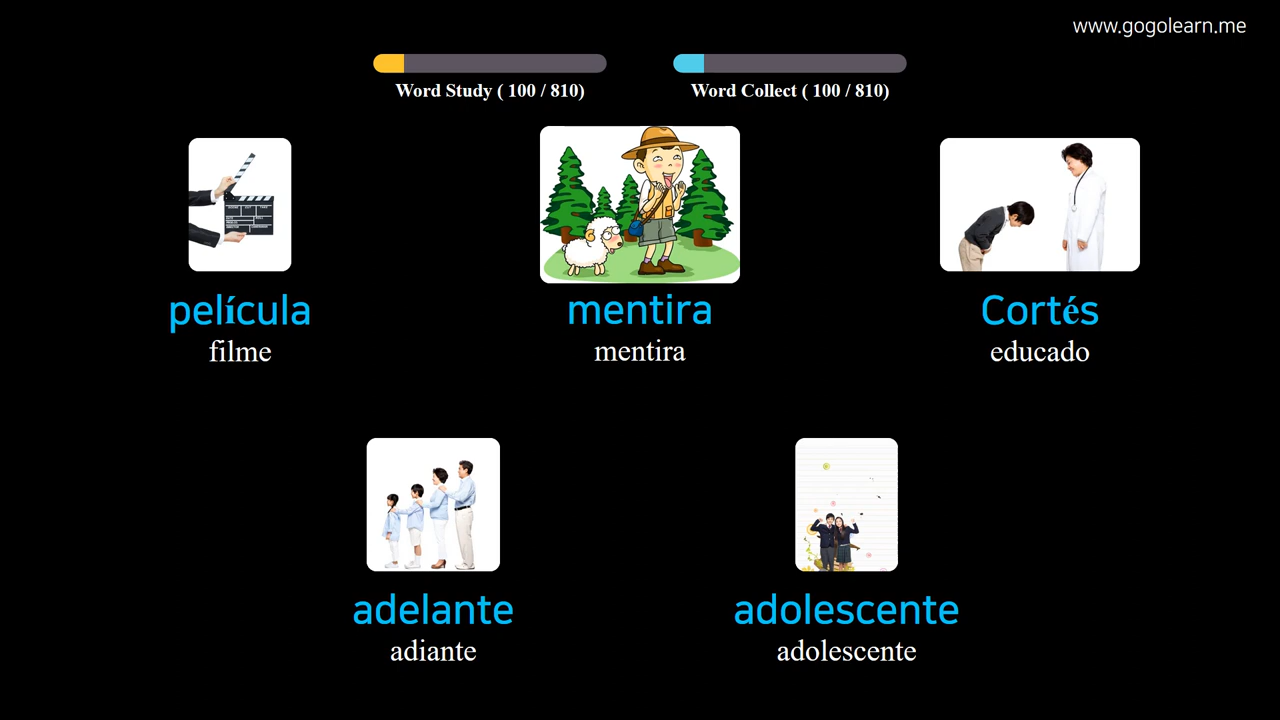 www.gogolearn.me
Word Study ( 100 / 810)
Word Collect ( 100 / 810)
película
filme
mentira
mentira
Cortés
educado
adelante
adiante
adolescente
adolescente